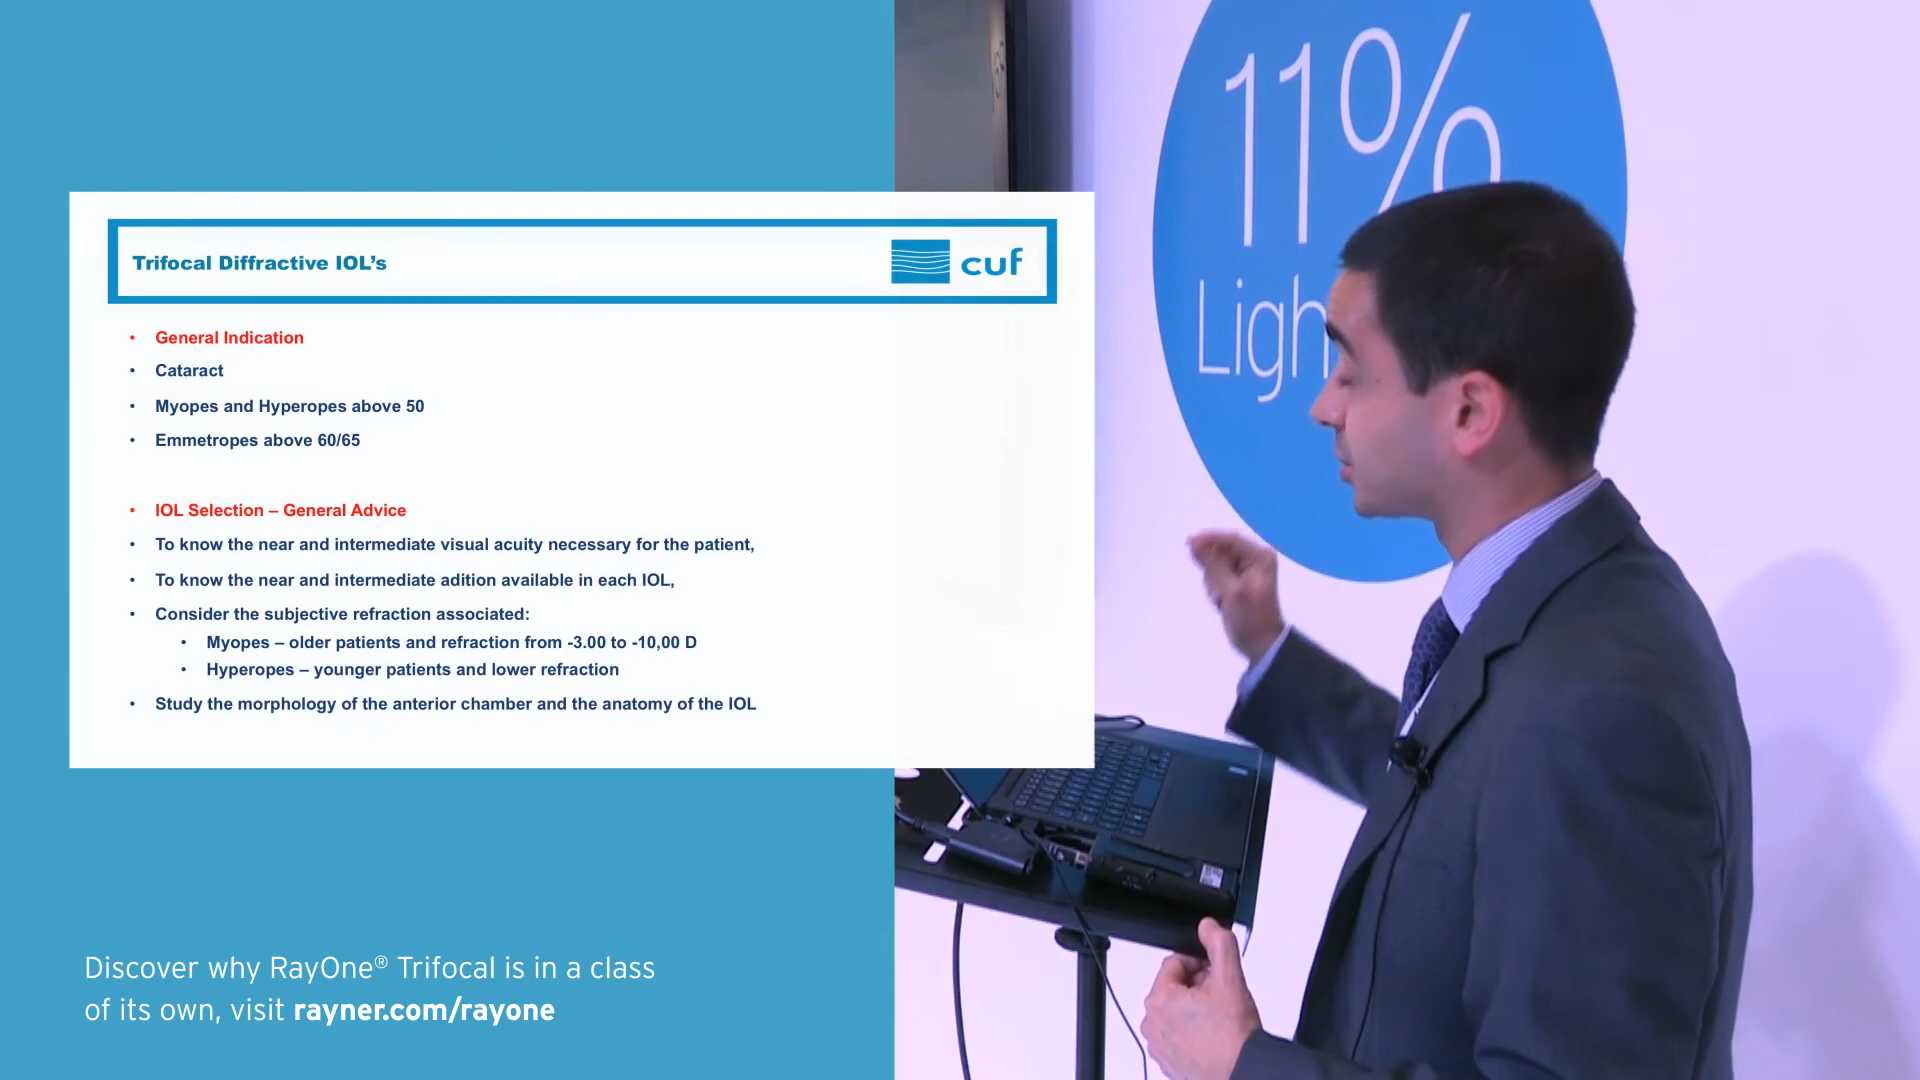 11%
Ligh
Trifocal Diffractive IOL's
cuf
• General Indication
• Cataract
• Myopes and Hyperopes above 50
• Emmetropes above 60/65
• IOL Selection – General Advice
• To know the near and intermediate visual acuity necessary for the patient,
• To know the near and intermediate adition available in each IOL,
• Consider the subjective refraction associated:
• Myopes – older patients and refraction from -3.00 to -10,00 D
• Hyperopes – younger patients and lower refraction
• Study the morphology of the anterior chamber and the anatomy of the IOL
Discover why RayOne® Trifocal is in a class
of its own, visit rayner.com/rayone